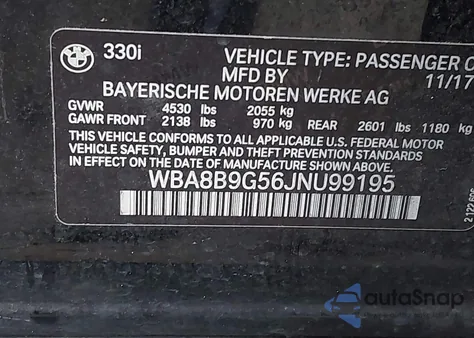 330i
VEHICLE TYPE: PASSENGER C
MFD BY 11/17
BAYERISCHE MOTOREN WERKE AG
GVWR 4530 lbs 2055 kg
GAWR FRONT 2138 lbs 970 kg REAR 2601 lbs 1180 kg
THIS VEHICLE CONFORMS TO ALL APPLICABLE U.S. FEDERAL MOTOR
VEHICLE SAFETY, BUMPER, AND THEFT PREVENTION STANDARDS
IN EFFECT ON THE DATE OF MANUFACTURE SHOWN ABOVE.
WBA8B9G56JNU99195
autoSnap